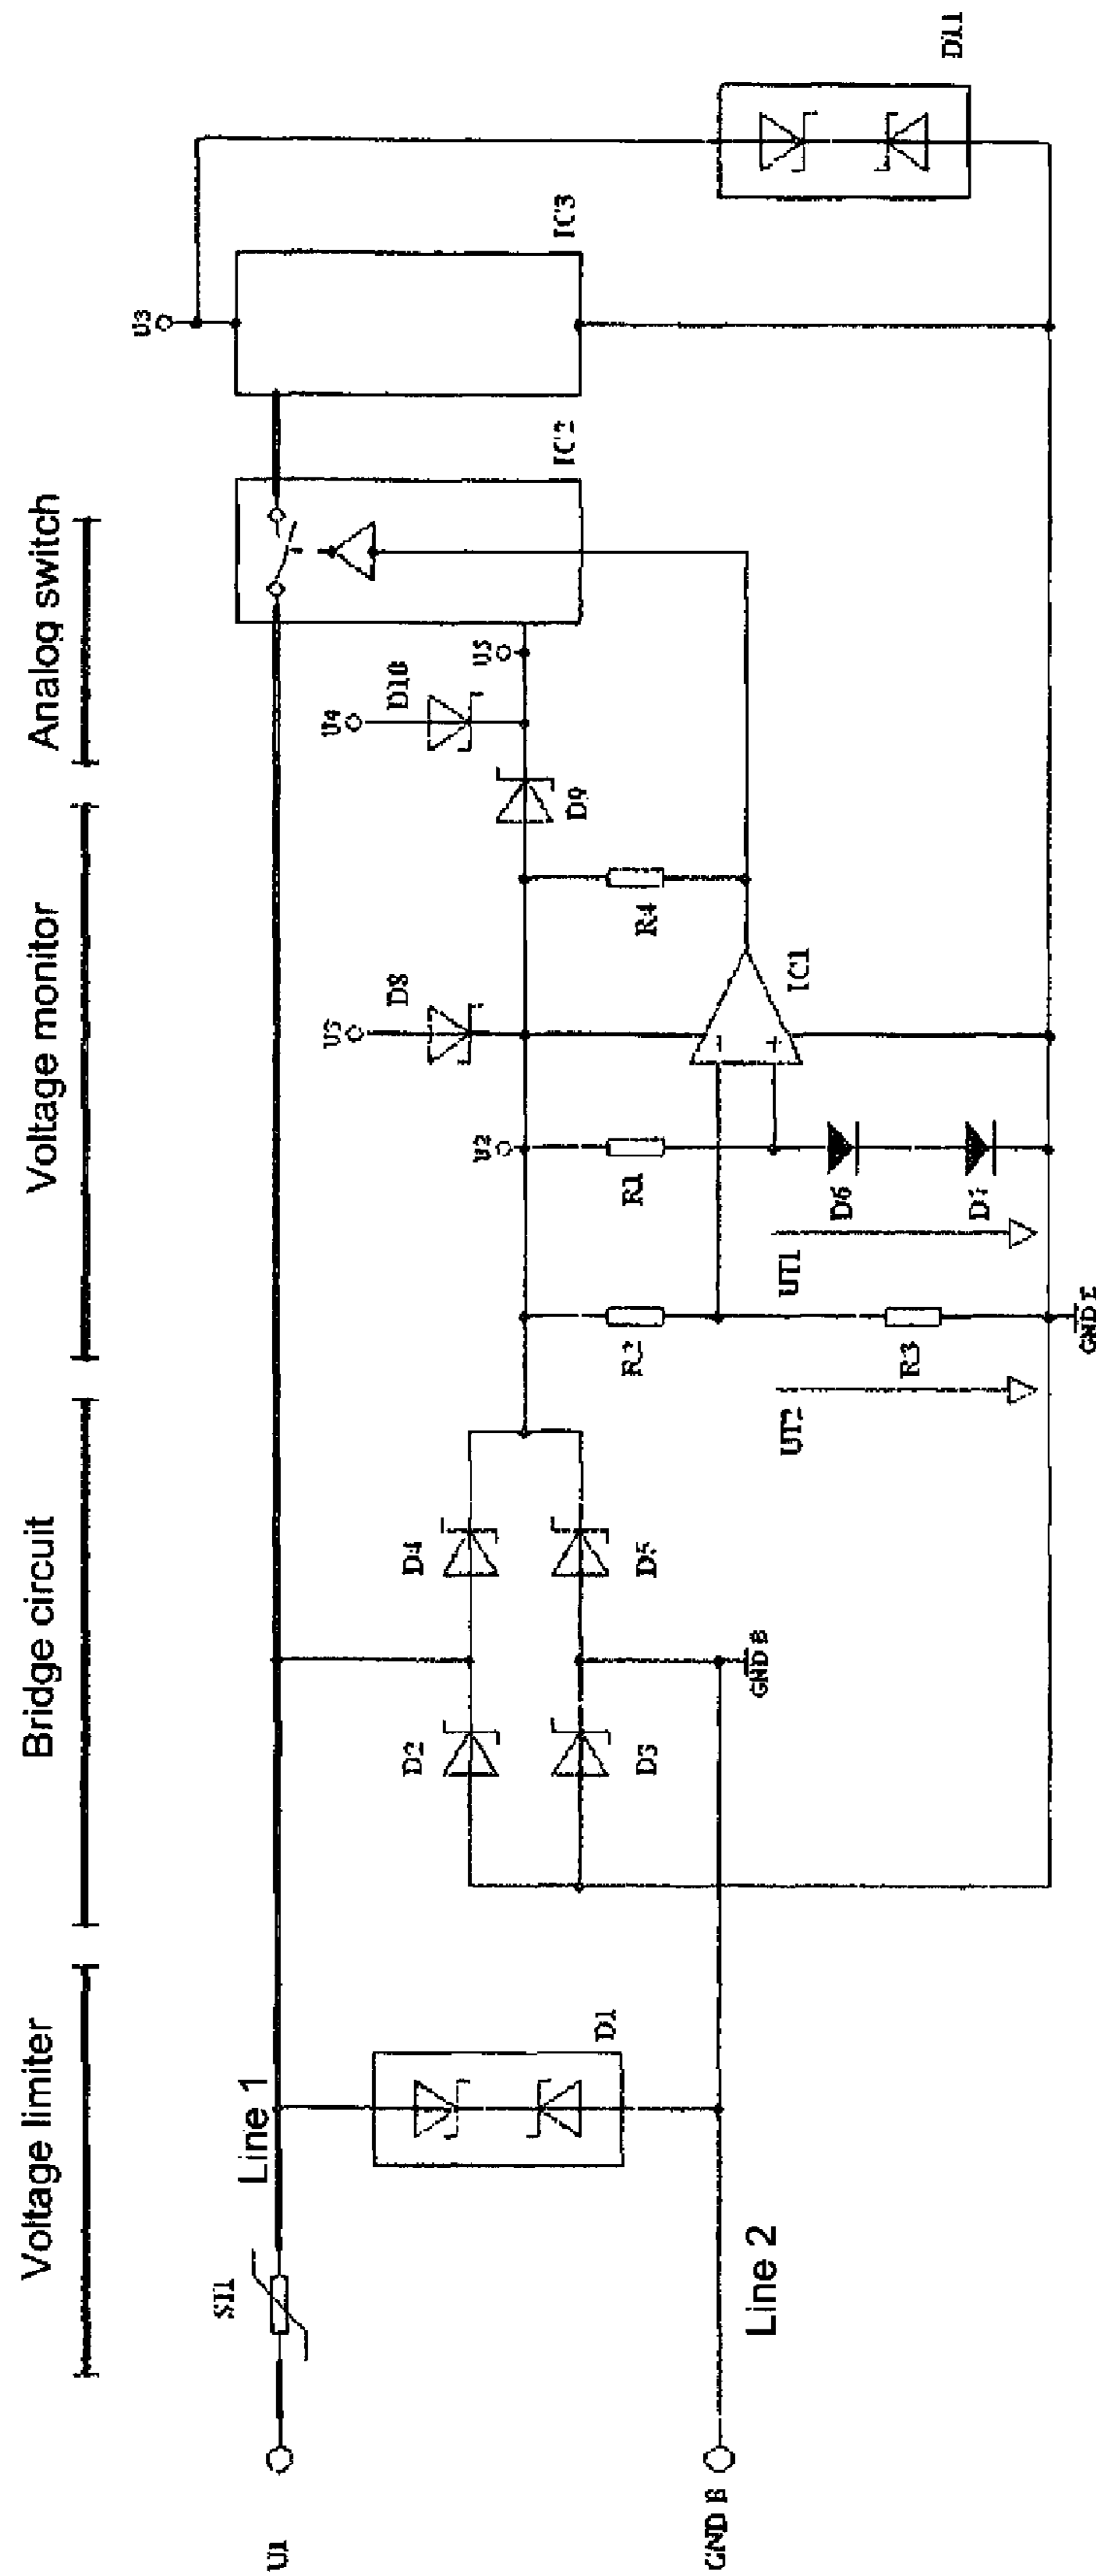 Voltage limiter
Bridge circuit
Voltage monitor
Analog switch
U1
SI1
Line 1
D1
GND B
Line 2
D2
D4
D3
D5
GND B
UT2
R2
R3
GND E
UT1
U2
R1
D6
D7
U3
D8
-
+
IC1
R4
D9
U4
D10
U5
IC2
U3
IC3
D11